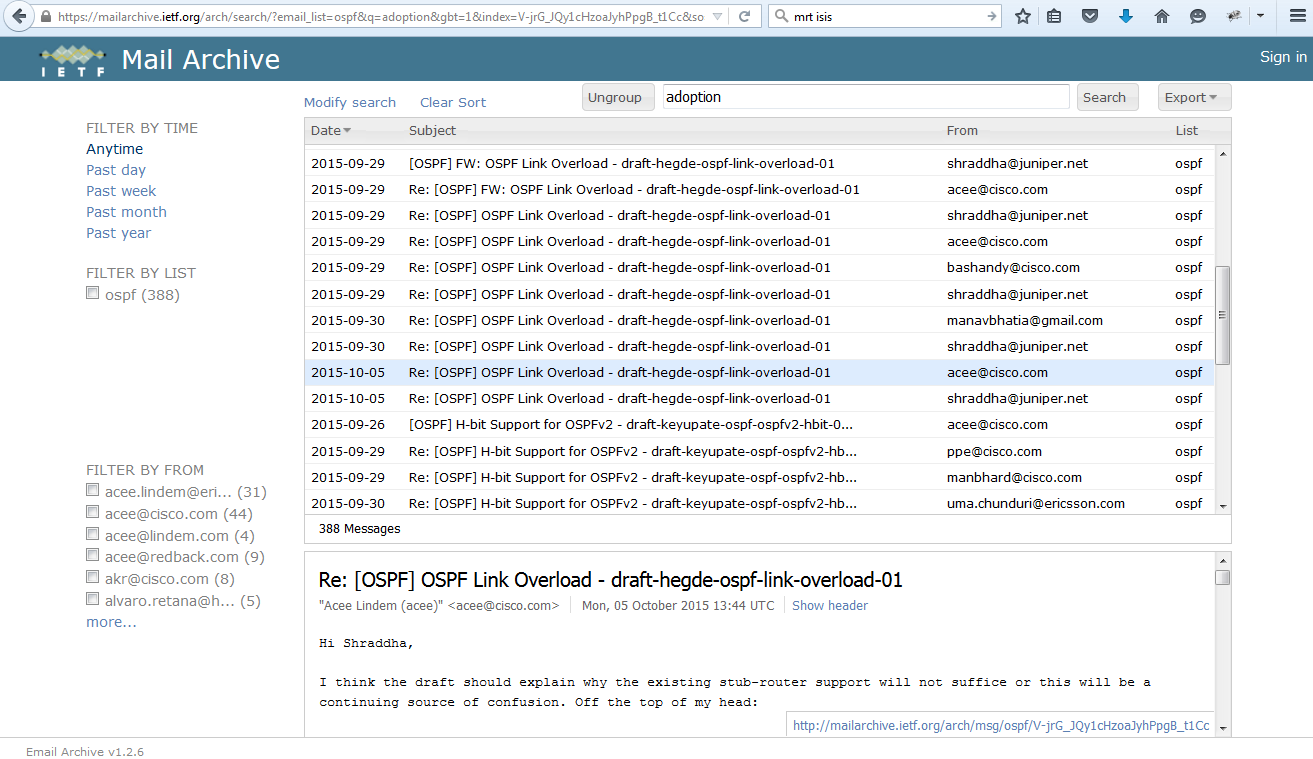 https://mailarchive.ietf.org/arch/search/?email_list=ospf&q=adoption&gbt=1&index=V-jrG_JQy1cHzoaJyhPpgB_t1Cc&so
mrt isis
I E T F Mail Archive Sign in
Modify search Clear Sort Ungroup adoption Search Export
FILTER BY TIME
Anytime
Past day
Past week
Past month
Past year
FILTER BY LIST
ospf (388)
FILTER BY FROM
acee.lindem@eri... (31)
acee@cisco.com (44)
acee@lindem.com (4)
acee@redback.com (9)
akr@cisco.com (8)
alvaro.retana@h... (5)
more...
Date Subject From List
2015-09-29 [OSPF] FW: OSPF Link Overload - draft-hegde-ospf-link-overload-01 shraddha@juniper.net ospf
2015-09-29 Re: [OSPF] FW: OSPF Link Overload - draft-hegde-ospf-link-overload-01 acee@cisco.com ospf
2015-09-29 Re: [OSPF] OSPF Link Overload - draft-hegde-ospf-link-overload-01 shraddha@juniper.net ospf
2015-09-29 Re: [OSPF] OSPF Link Overload - draft-hegde-ospf-link-overload-01 acee@cisco.com ospf
2015-09-29 Re: [OSPF] OSPF Link Overload - draft-hegde-ospf-link-overload-01 bashandy@cisco.com ospf
2015-09-29 Re: [OSPF] OSPF Link Overload - draft-hegde-ospf-link-overload-01 shraddha@juniper.net ospf
2015-09-30 Re: [OSPF] OSPF Link Overload - draft-hegde-ospf-link-overload-01 manavbhatia@gmail.com ospf
2015-09-30 Re: [OSPF] OSPF Link Overload - draft-hegde-ospf-link-overload-01 shraddha@juniper.net ospf
2015-10-05 Re: [OSPF] OSPF Link Overload - draft-hegde-ospf-link-overload-01 acee@cisco.com ospf
2015-10-05 Re: [OSPF] OSPF Link Overload - draft-hegde-ospf-link-overload-01 shraddha@juniper.net ospf
2015-09-26 [OSPF] H-bit Support for OSPFv2 - draft-keyupate-ospf-ospfv2-hbit-0... acee@cisco.com ospf
2015-09-29 Re: [OSPF] H-bit Support for OSPFv2 - draft-keyupate-ospf-ospfv2-hb... ppe@cisco.com ospf
2015-09-29 Re: [OSPF] H-bit Support for OSPFv2 - draft-keyupate-ospf-ospfv2-hb... manbhard@cisco.com ospf
2015-09-30 Re: [OSPF] H-bit Support for OSPFv2 - draft-keyupate-ospf-ospfv2-hb... uma.chunduri@ericsson.com ospf
388 Messages
Re: [OSPF] OSPF Link Overload - draft-hegde-ospf-link-overload-01
"Acee Lindem (acee)" <acee@cisco.com> Mon, 05 October 2015 13:44 UTC Show header
Hi Shraddha,
I think the draft should explain why the existing stub-router support will not suffice or this will be a
continuing source of confusion. Off the top of my head:
http://mailarchive.ietf.org/arch/msg/ospf/V-jrG_JQy1cHzoaJyhPpgB_t1Cc
Email Archive v1.2.6